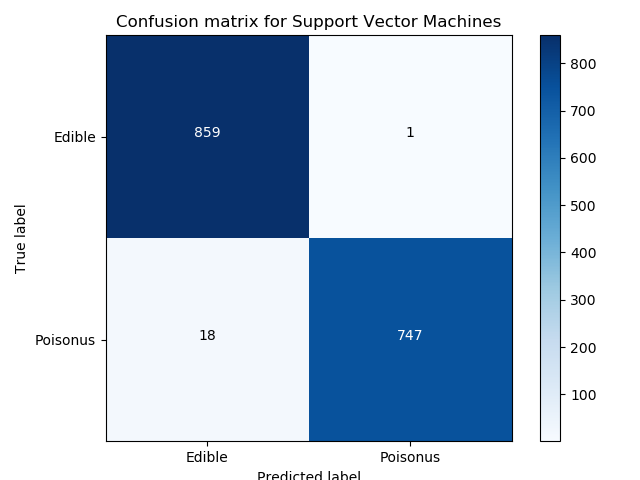 Confusion matrix for Support Vector Machines
True label
Edible
Poisonus
859
1
18
747
Edible
Poisonus
Predicted label
800
700
600
500
400
300
200
100